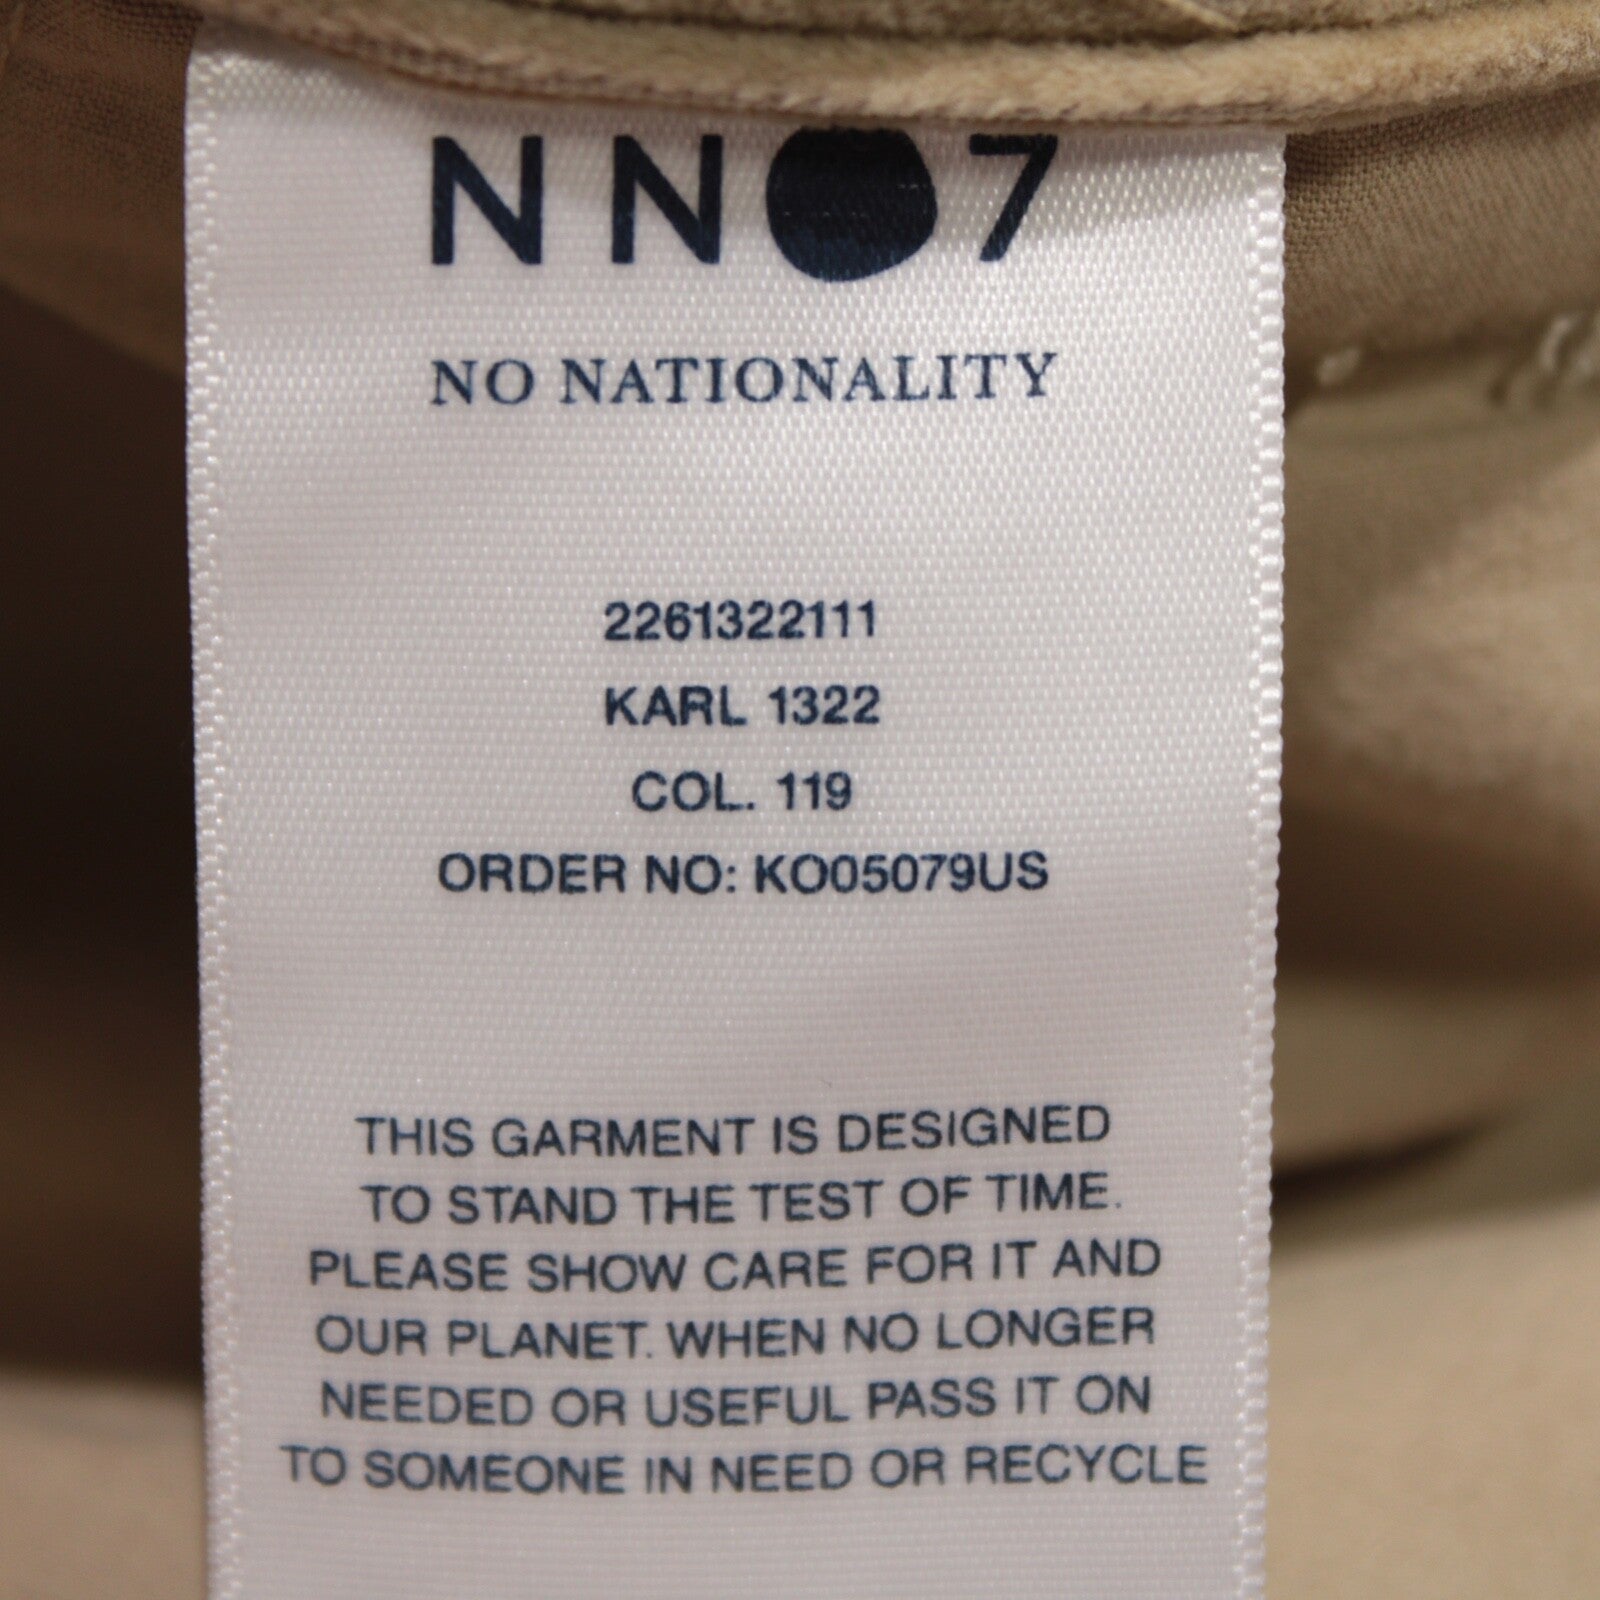 NN●7
NO NATIONALITY
2261322111
KARL 1322
COL. 119
ORDER NO: KO05079US
THIS GARMENT IS DESIGNED
TO STAND THE TEST OF TIME.
PLEASE SHOW CARE FOR IT AND
OUR PLANET. WHEN NO LONGER
NEEDED OR USEFUL PASS IT ON
TO SOMEONE IN NEED OR RECYCLE